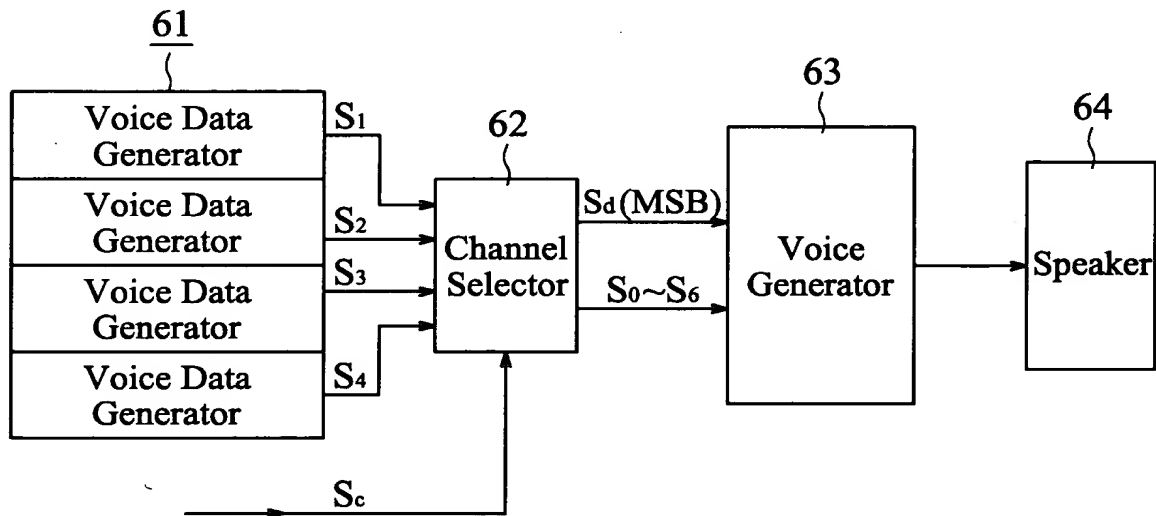 61
Voice Data
Generator
S1
Voice Data
Generator
S2
Voice Data
Generator
S3
Voice Data
Generator
S4
Sc
62
Channel
Selector
Sd(MSB)
S0~S6
63
Voice
Generator
64
Speaker